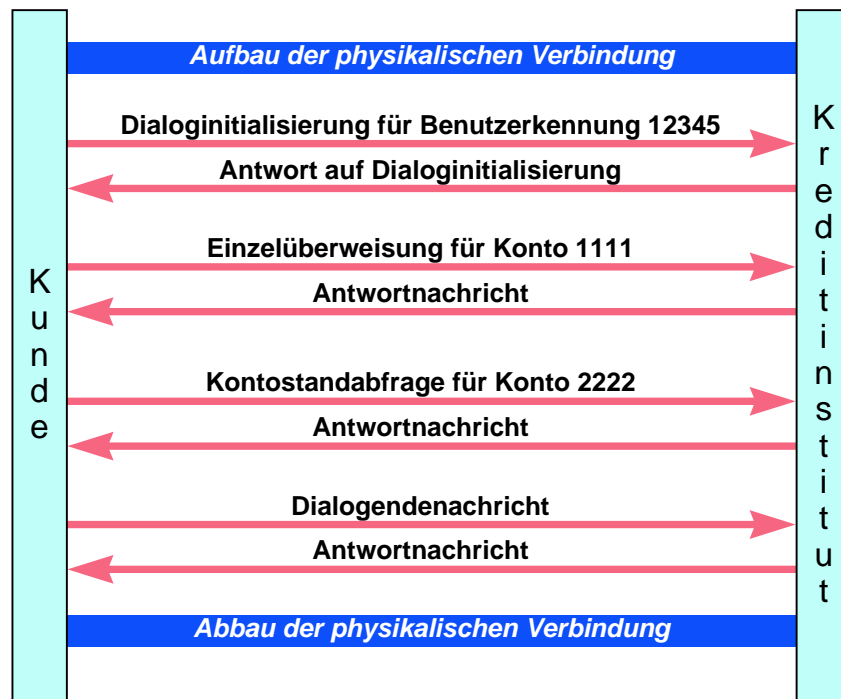 Aufbau der physikalischen Verbindung
Dialoginitialisierung für Benutzerkennung 12345
Antwort auf Dialoginitialisierung
Einzelüberweisung für Konto 1111
Antwortnachricht
Kontostandabfrage für Konto 2222
Antwortnachricht
Dialogendenachricht
Antwortnachricht
Abbau der physikalischen Verbindung
Kunde
Kreditinstitut